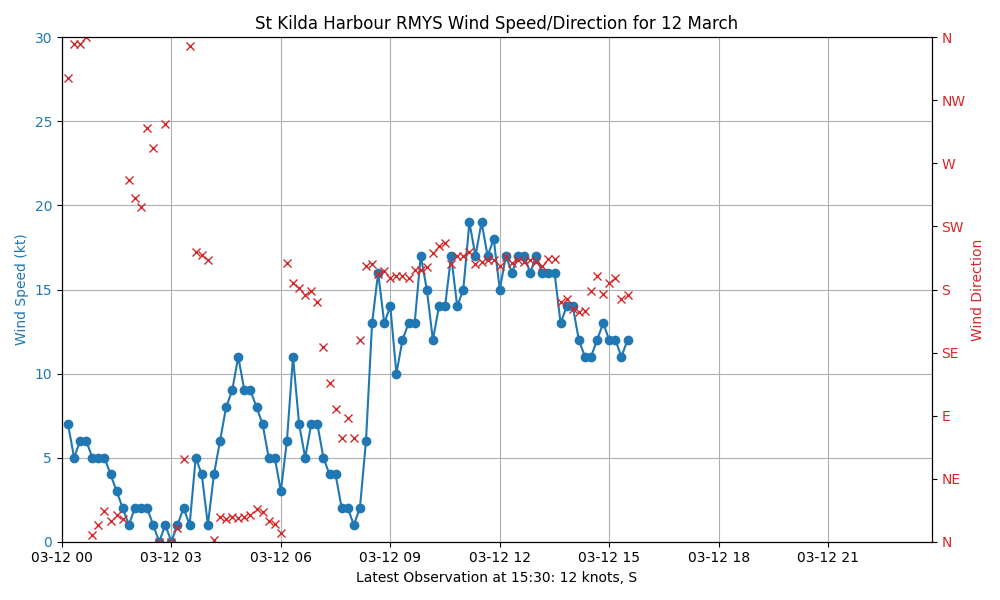 St Kilda Harbour RMYS Wind Speed/Direction for 12 March
30
25
20
15
10
5
0
Wind Speed (kt)
N
NW
W
SW
S
SE
E
NE
N
Wind Direction
03-12 00
03-12 03
03-12 06
03-12 09
03-12 12
03-12 15
03-12 18
03-12 21
Latest Observation at 15:30: 12 knots, S